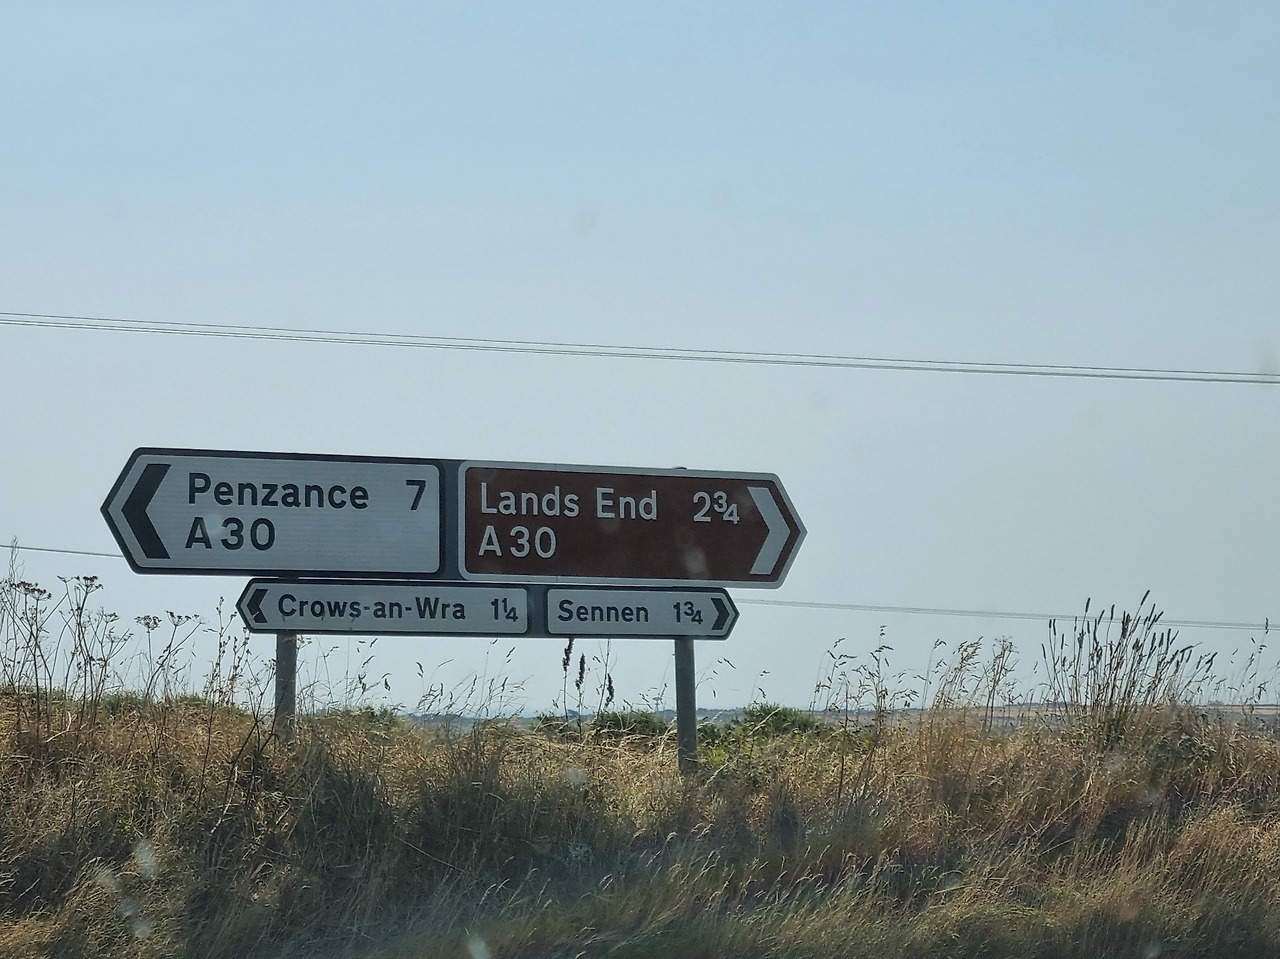 Penzance 7
A30
Lands End 2¾
A30
Crows-an-Wra 1¼
Sennen 1¾